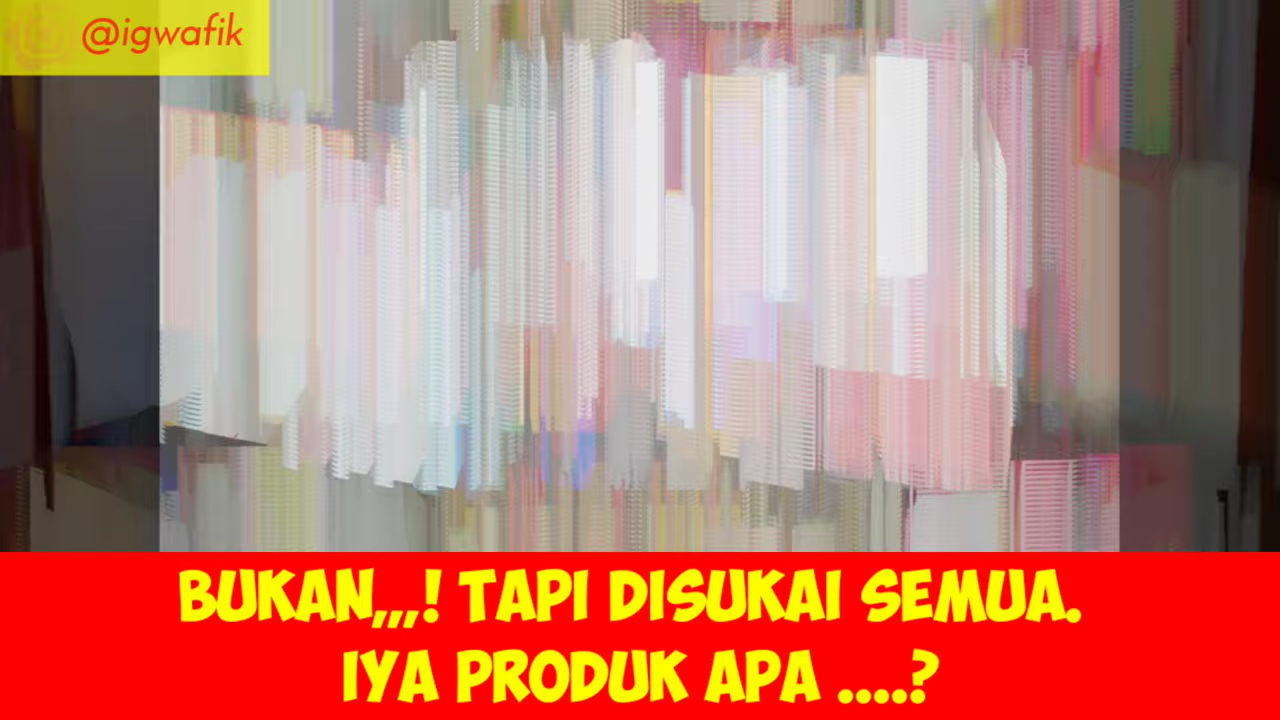 @igwafik
BUKAN,,,! TAPI DISUKAI SEMUA.
IYA PRODUK APA ....?